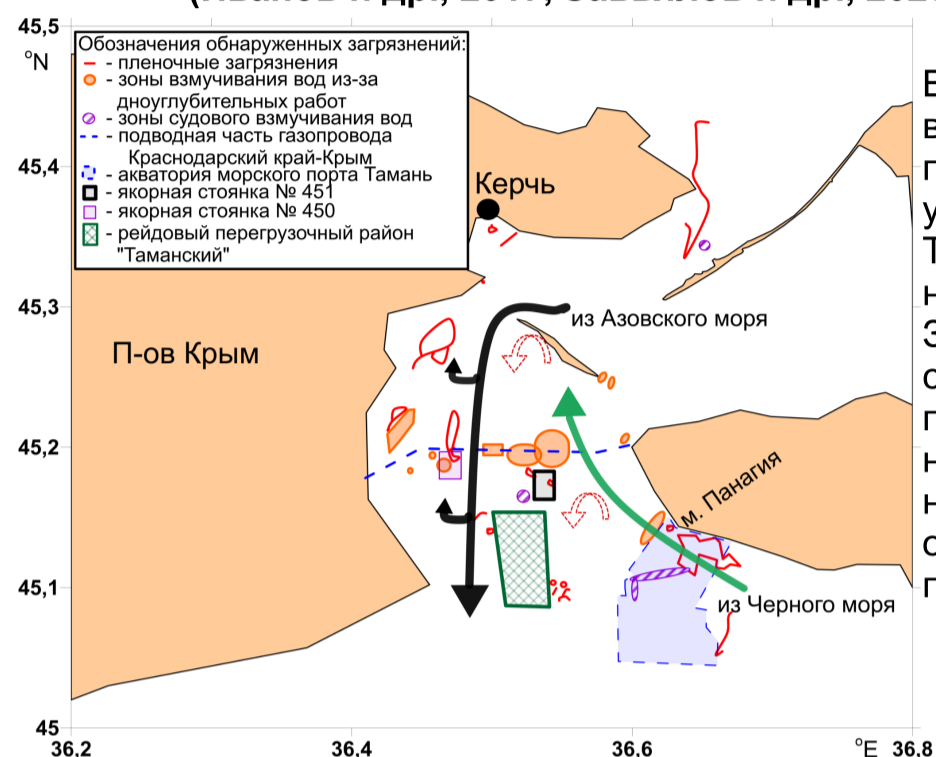 45,5
°N
Обозначения обнаруженных загрязнений:
- пленочные загрязнения
- зоны взмучивания вод из-за
дноуглубительных работ
- зоны судового взмучивания вод
- подводная часть газопровода
Краснодарский край-Крым
- акватория морского порта Тамань
- якорная стоянка № 451
- якорная стоянка № 450
- рейдовый перегрузочный район
"Таманский"
45,4
Керчь
45,3
из Азовского моря
П-ов Крым
45,2
м. Панагия
45,1
из Черного моря
45
36,2
36,4
36,6
°E
36,8